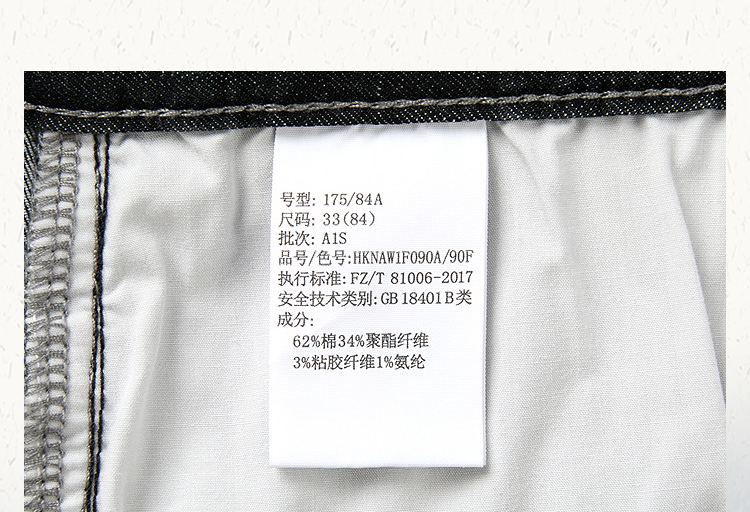 号型: 175/84A
尺码: 33(84)
批次: A1S
品号/色号:HKNAW1F090A/90F
执行标准:FZ/T 81006-2017
安全技术类别:GB 18401 B 类
成分:
62%棉34%聚酯纤维
3%粘胶纤维1%氨纶